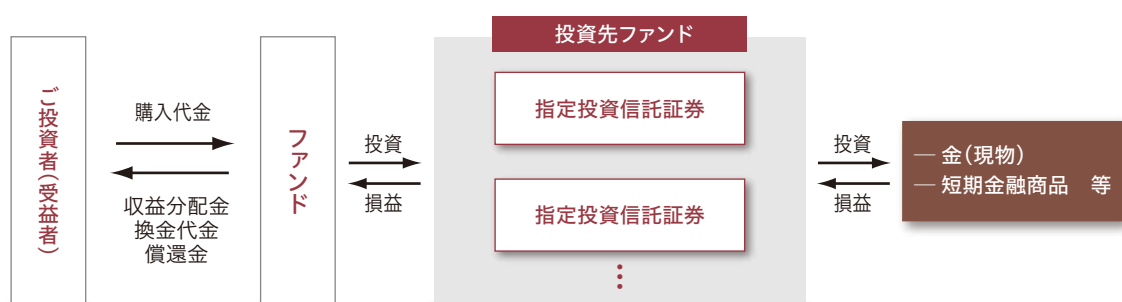 ご投資者(受益者)
購入代金
収益分配金
換金代金
償還金
ファンド
投資
損益
投資先ファンド
指定投資信託証券
指定投資信託証券
投資
損益
― 金(現物)
― 短期金融商品　等